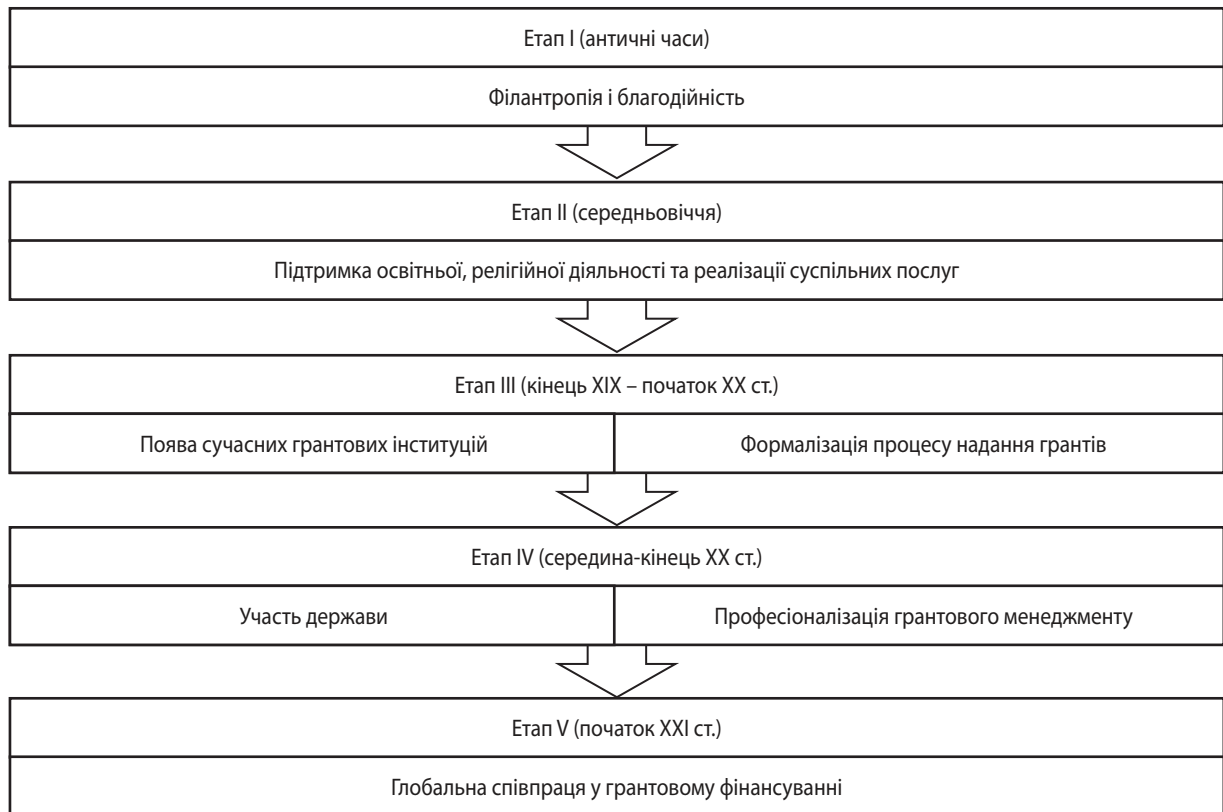 Етап I (античні часи)
Філантропія і благодійність
Етап II (середньовіччя)
Підтримка освітньої, релігійної діяльності та реалізації суспільних послуг
Етап III (кінець XIX – початок XX ст.)
Поява сучасних грантових інституцій
Формалізація процесу надання грантів
Етап IV (середина-кінець XX ст.)
Участь держави
Професіоналізація грантового менеджменту
Етап V (початок XXI ст.)
Глобальна співпраця у грантовому фінансуванні